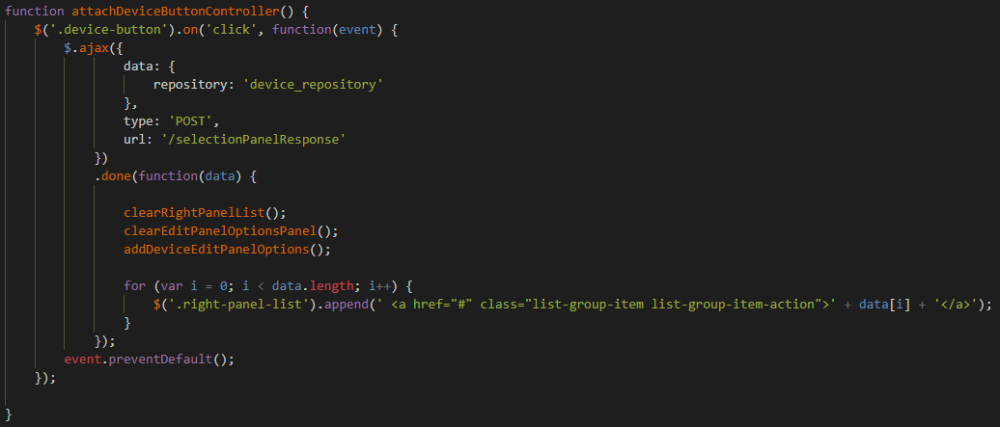 function attachDeviceButtonController() {
    $('.device-button').on('click', function(event) {
        $.ajax({
                data: {
                    repository: 'device_repository'
                },
                type: 'POST',
                url: '/selectionPanelResponse'
            })
            .done(function(data) {

                clearRightPanelList();
                clearEditPanelOptionsPanel();
                addDeviceEditPanelOptions();

                for (var i = 0; i < data.length; i++) {
                    $('.right-panel-list').append(' <a href="#" class="list-group-item list-group-item-action">' + data[i] + '</a>');
                }
            });
        event.preventDefault();
    });

}